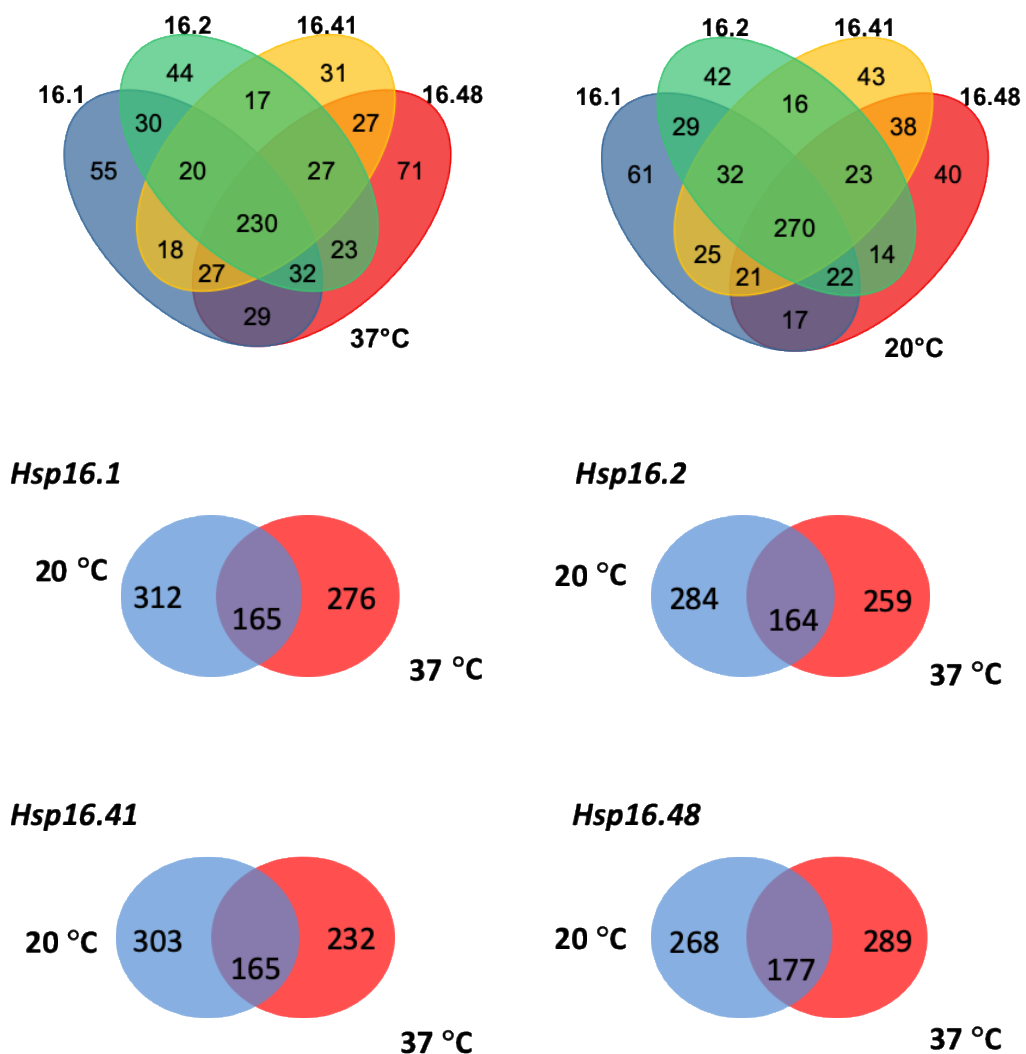 16.2 16.41 16.2 16.41
16.1 16.48 16.1 16.48
44 31 42 43
17 16
30 27 29 38
55 20 27 71 61 32 23 40
230 270
18 23 25 14
27 32 21 22
29 17
37°C 20°C
Hsp16.1 Hsp16.2
20 °C 20 °C
312 165 276 284 164 259
37 °C 37 °C
Hsp16.41 Hsp16.48
20 °C 20 °C
303 165 232 268 177 289
37 °C 37 °C